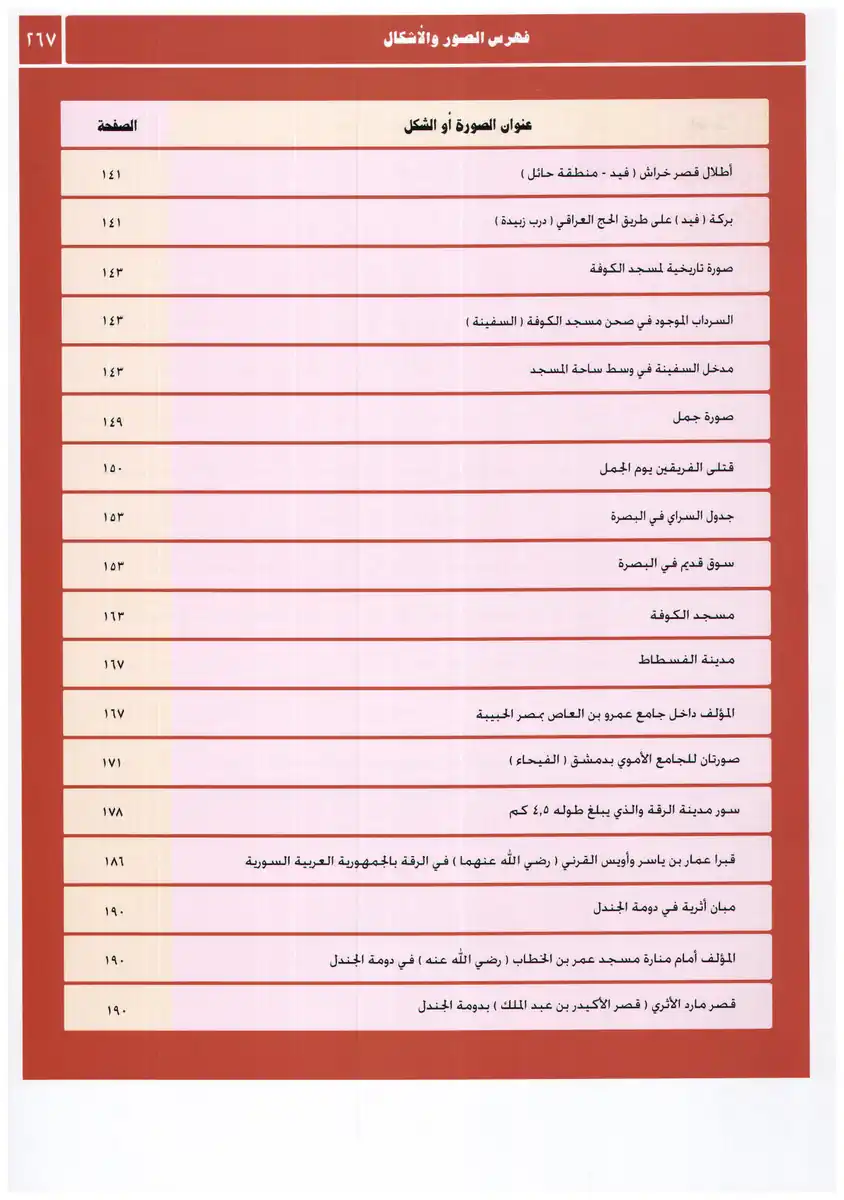 فهرس الصور والأشكال ٢٦٧
عنوان الصورة أو الشكل الصفحة
أطلال قصر خراش ( فيد - منطقة حائل ) ١٤١
بركة ( فيد ) على طريق الحج العراقي ( درب زبيدة ) ١٤١
صورة تاريخية لمسجد الكوفة ١٤٣
السرداب الموجود في صحن مسجد الكوفة ( السفينة ) ١٤٣
مدخل السفينة في وسط ساحة المسجد ١٤٣
صورة جمل ١٤٩
قتلى الفريقين يوم الجمل ١٥٠
جدول السراي في البصرة ١٥٣
سوق قديم في البصرة ١٥٣
مسجد الكوفة ١٦٣
مدينة الفسطاط ١٦٧
المؤلف داخل جامع عمرو بن العاص بمصر الحبيبة ١٦٧
صورتان للجامع الأموي بدمشق ( الفيحاء ) ١٧١
سور مدينة الرقة والذي يبلغ طوله ٤,٥ كم ١٧٨
قبرا عمار بن ياسر وأويس القرني ( رضي الله عنهما ) في الرقة بالجمهورية العربية السورية ١٨٦
مبان أثرية في دومة الجندل ١٩٠
المؤلف أمام منارة مسجد عمر بن الخطاب ( رضي الله عنه ) في دومة الجندل ١٩٠
قصر مارد الأثري ( قصر الأكيدر بن عبد الملك ) بدومة الجندل ١٩٠